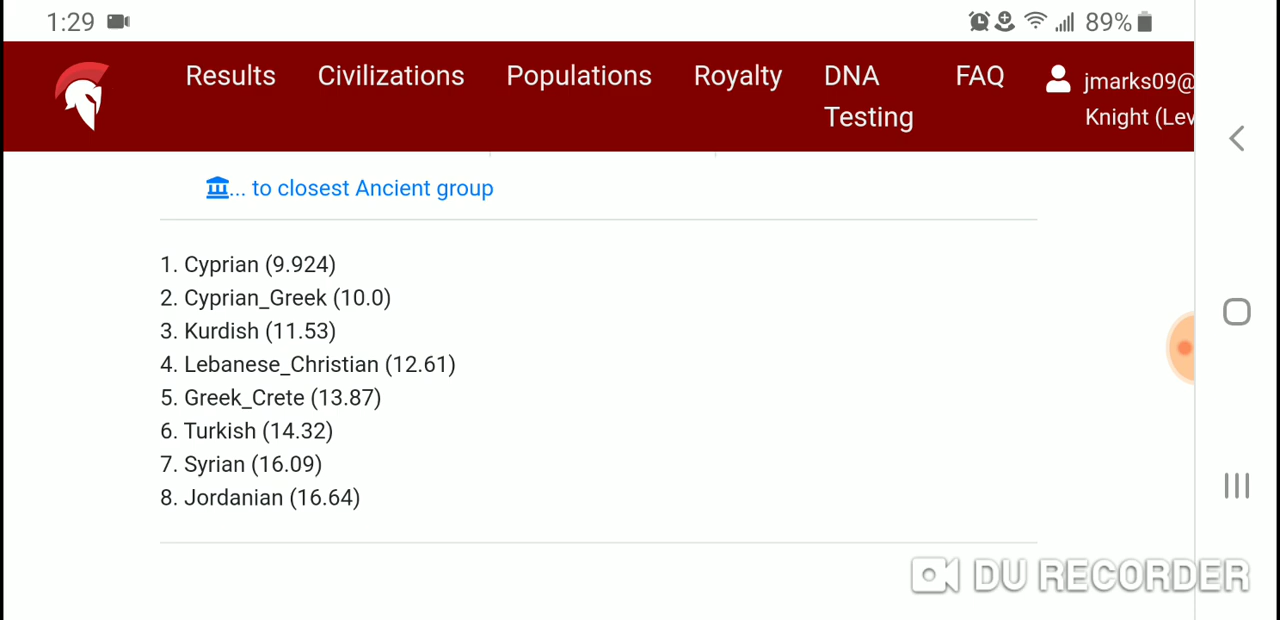 1:29 89%
Results Civilizations Populations Royalty DNA Testing FAQ jmarks09@
Knight (Lev
... to closest Ancient group
1. Cyprian (9.924)
2. Cyprian_Greek (10.0)
3. Kurdish (11.53)
4. Lebanese_Christian (12.61)
5. Greek_Crete (13.87)
6. Turkish (14.32)
7. Syrian (16.09)
8. Jordanian (16.64)
DU RECORDER